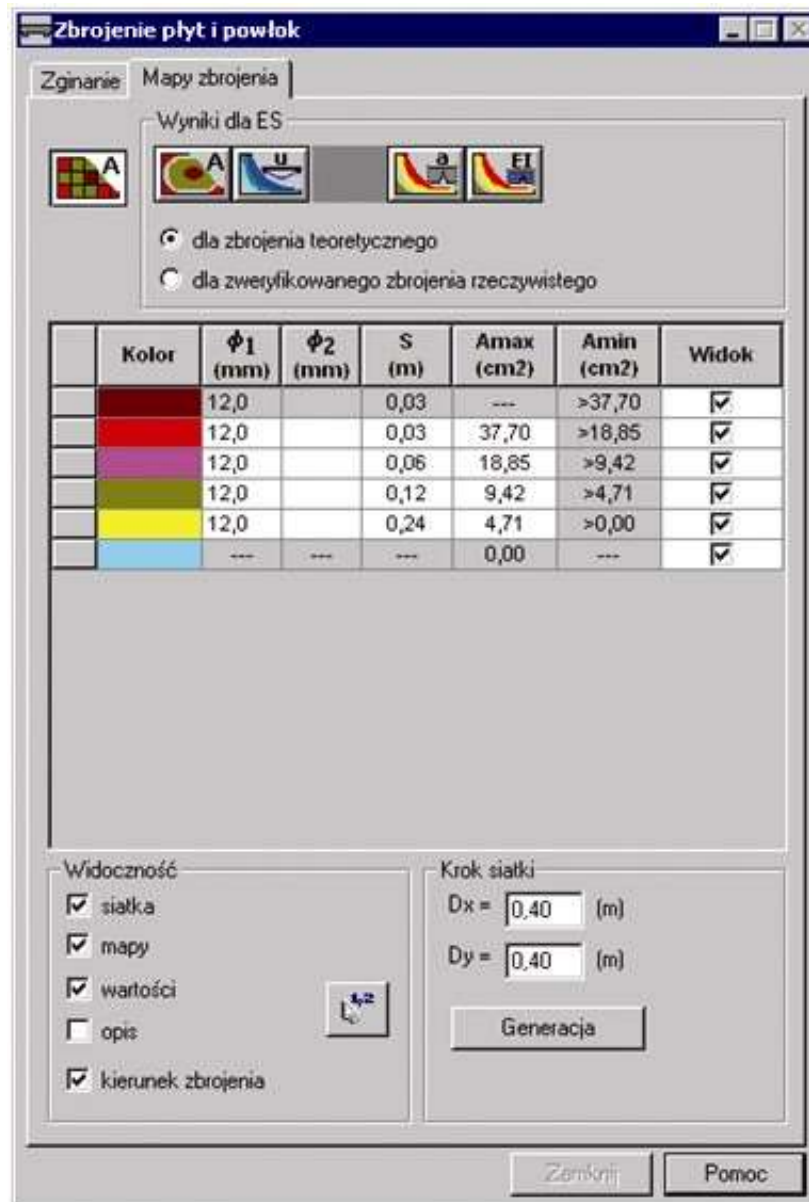 Zbrojenie płyt i powłok
Zginanie Mapy zbrojenia
Wyniki dla ES
A A u a EI
dla zbrojenia teoretycznego
dla zweryfikowanego zbrojenia rzeczywistego
Kolor ϕ1 (mm) ϕ2 (mm) S (m) Amax (cm2) Amin (cm2) Widok
12,0 0,03 --- >37,70
12,0 0,03 37,70 >18,85
12,0 0,06 18,85 >9,42
12,0 0,12 9,42 >4,71
12,0 0,24 4,71 >0,00
--- --- --- 0,00 ---
Widoczność
siatka
mapy
wartości
opis
kierunek zbrojenia
1,2
Krok siatki
Dx = 0,40 (m)
Dy = 0,40 (m)
Generacja
Zamknij Pomoc